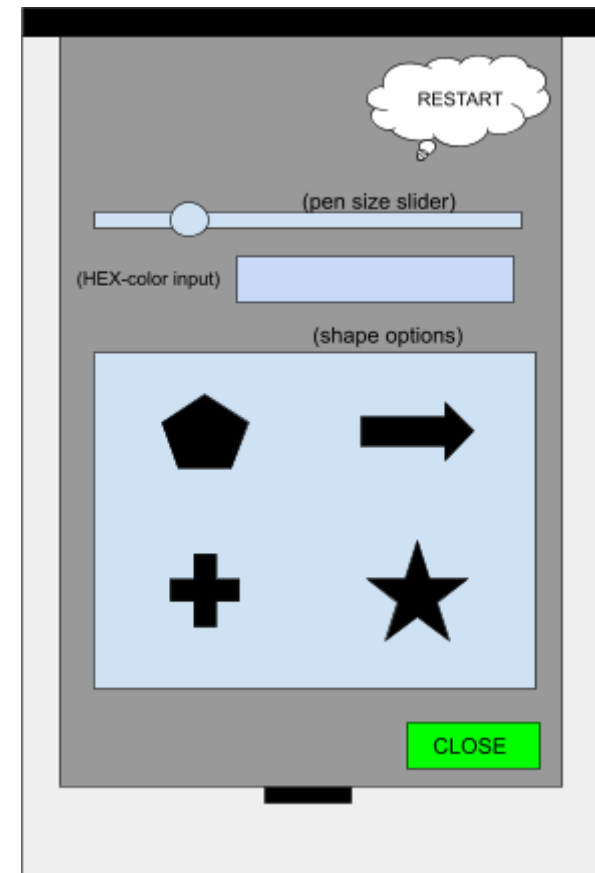 RESTART
(pen size slider)
(HEX-color input)
(shape options)
CLOSE